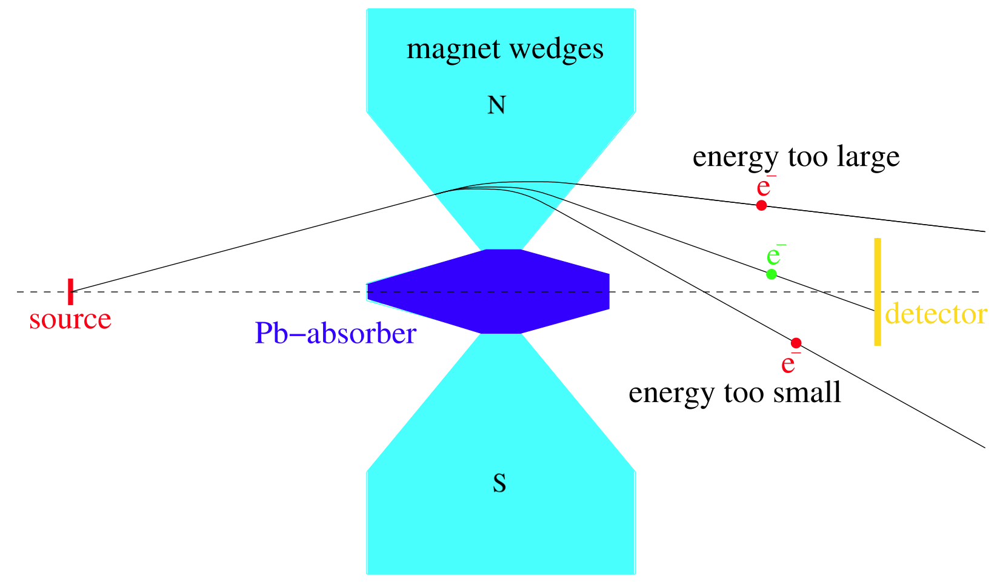 magnet wedges
N
energy too large
e−
e−
source
detector
Pb−absorber
e−
energy too small
S